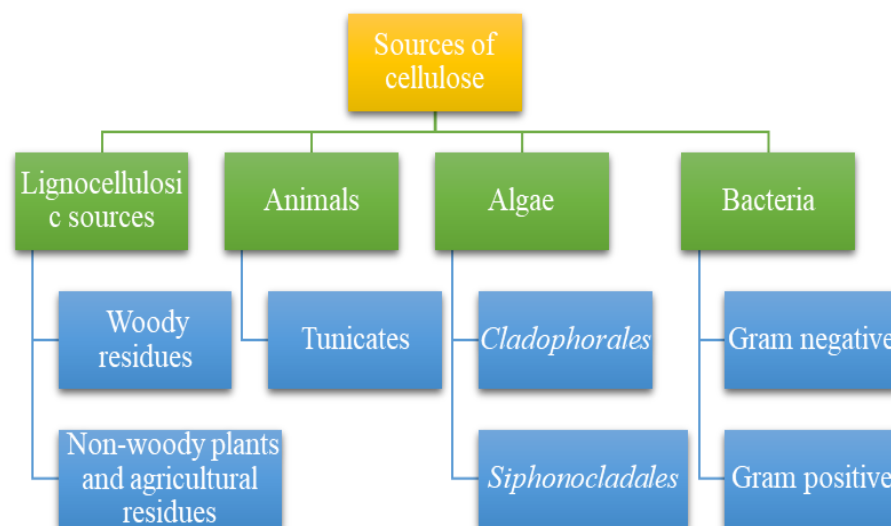 Sources of
cellulose
Lignocellulosi
c sources
Animals
Algae
Bacteria
Woody
residues
Tunicates
Cladophorales
Gram negative
Non-woody plants
and agricultural
residues
Siphonocladales
Gram positive